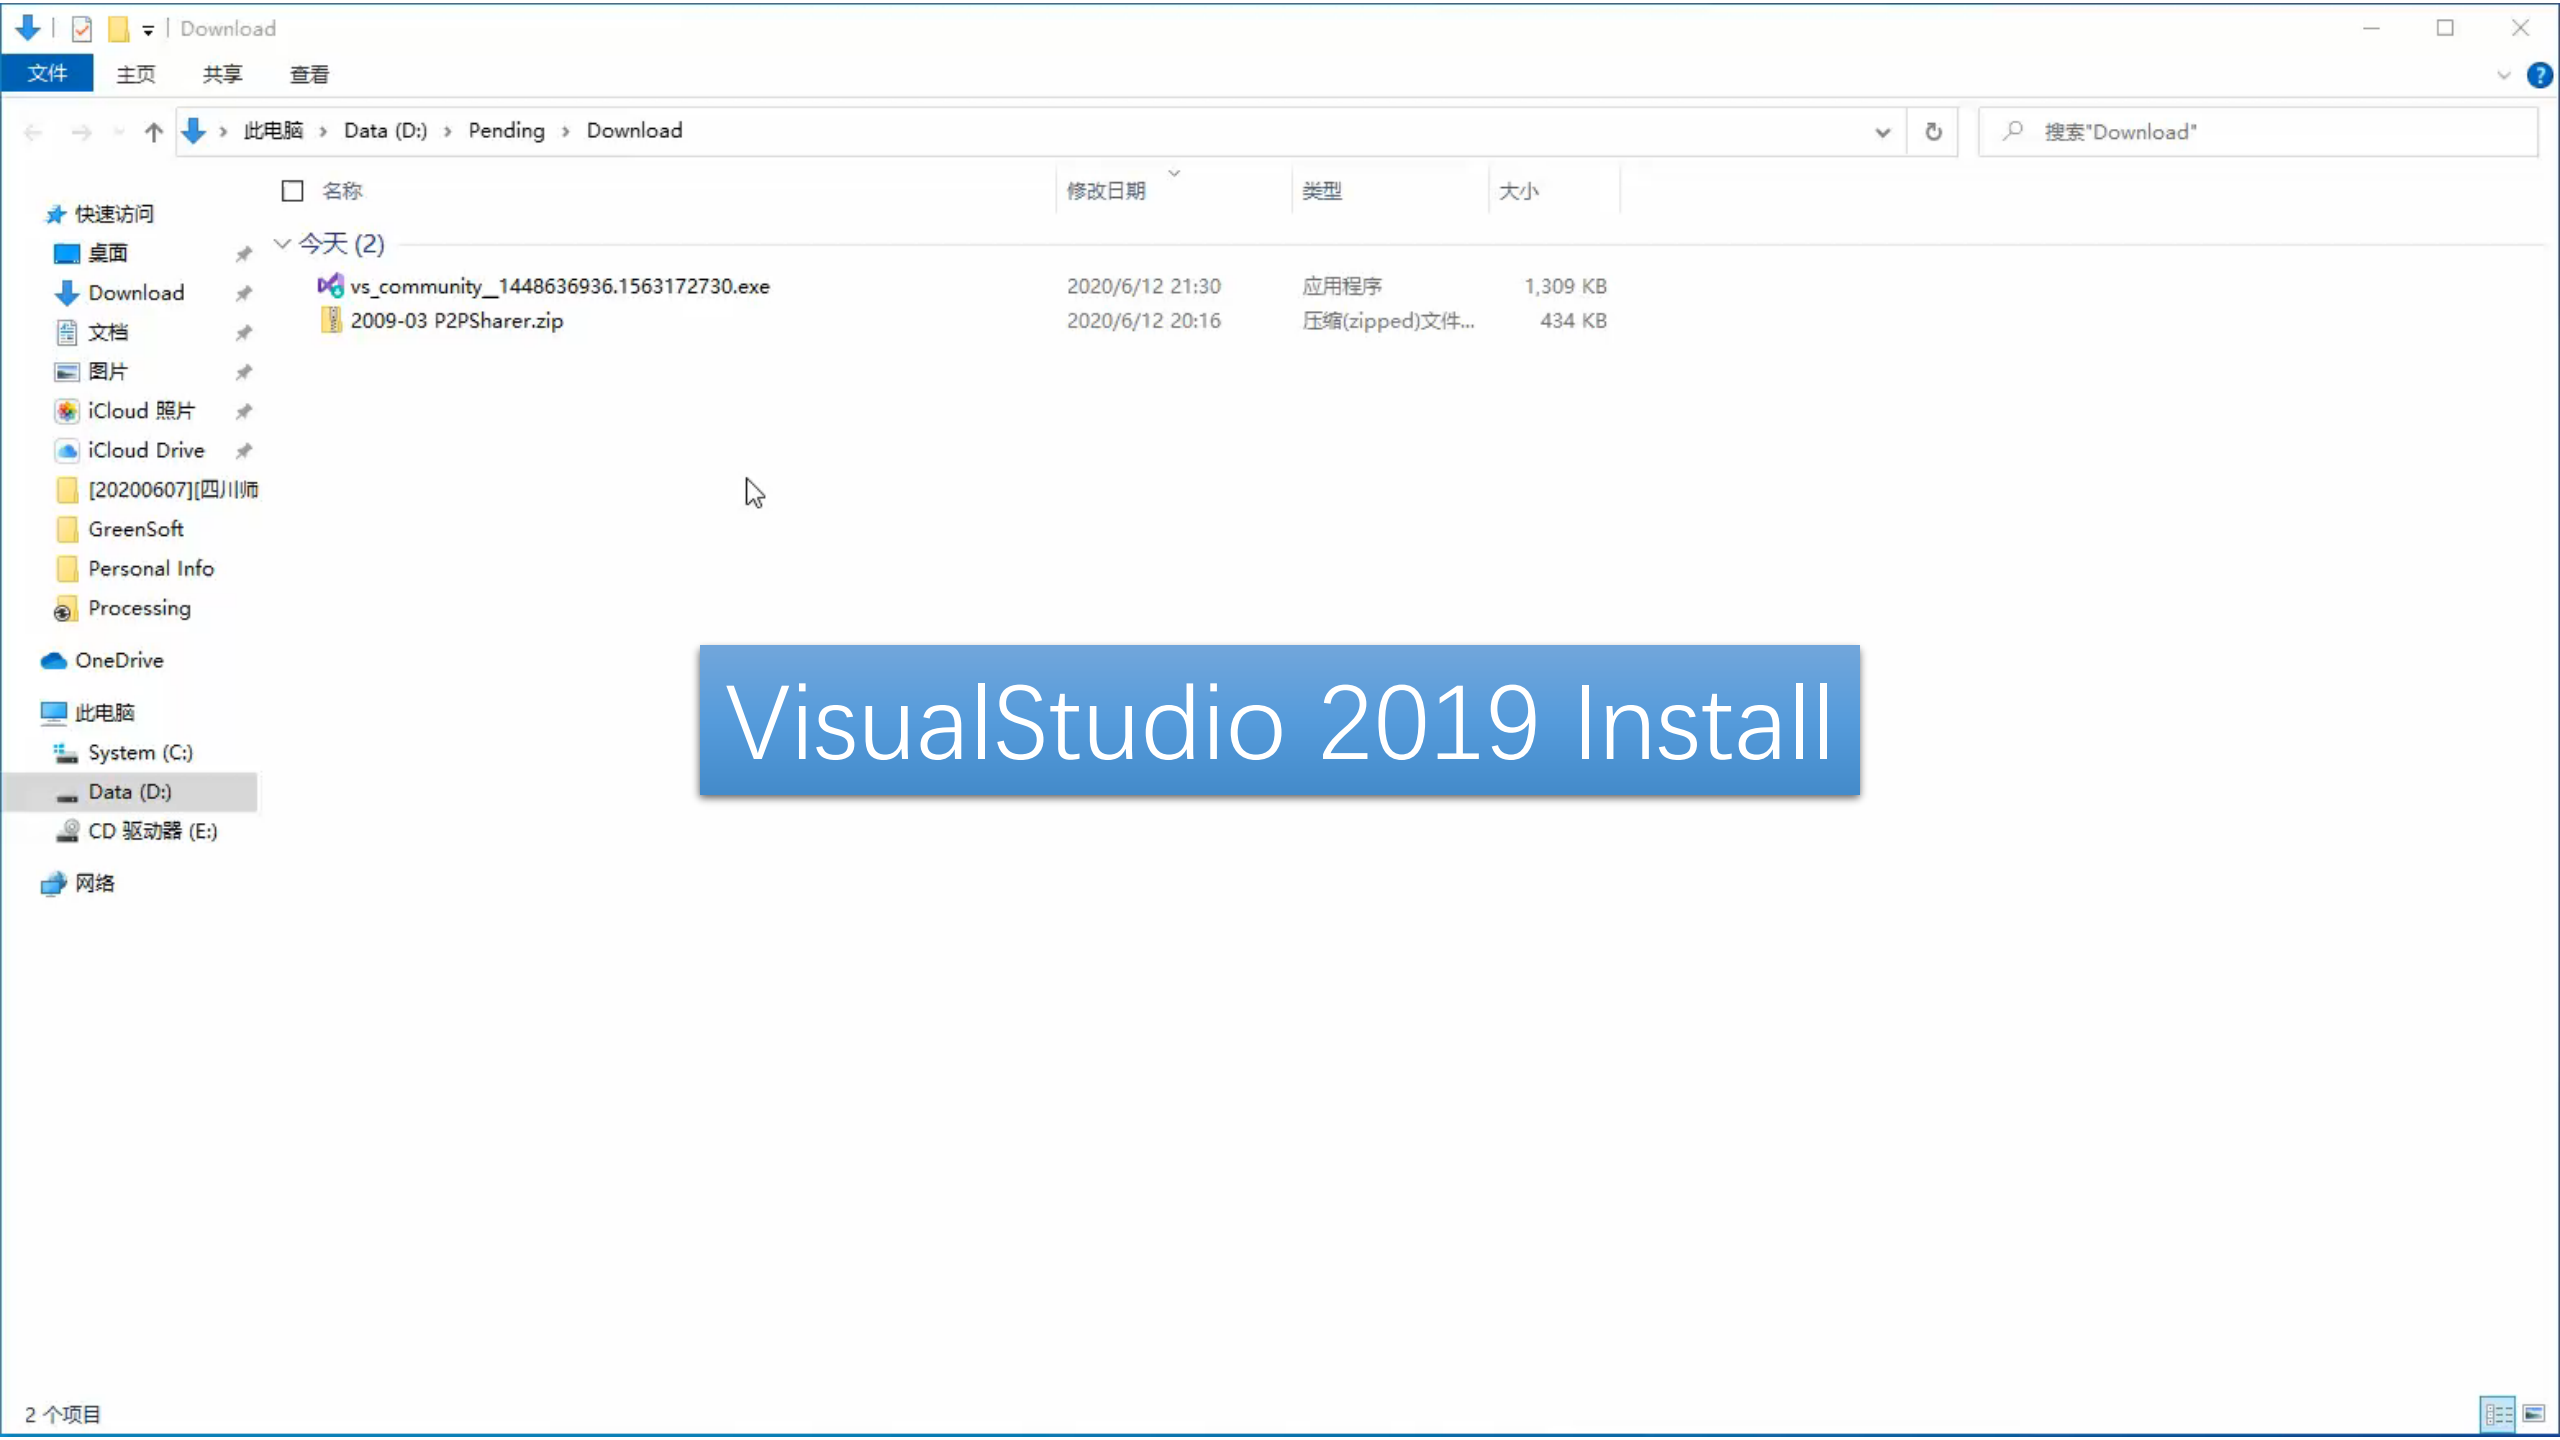 Download
文件 主页 共享 查看
此电脑 › Data (D:) › Pending › Download
搜索"Download"
名称 修改日期 类型 大小
快速访问
桌面
Download
文档
图片
iCloud 照片
iCloud Drive
[20200607][四川师
GreenSoft
Personal Info
Processing
OneDrive
此电脑
System (C:)
Data (D:)
CD 驱动器 (E:)
网络
今天 (2)
vs_community__1448636936.1563172730.exe 2020/6/12 21:30 应用程序 1,309 KB
2009-03 P2PSharer.zip 2020/6/12 20:16 压缩(zipped)文件... 434 KB
VisualStudio 2019 Install
2 个项目